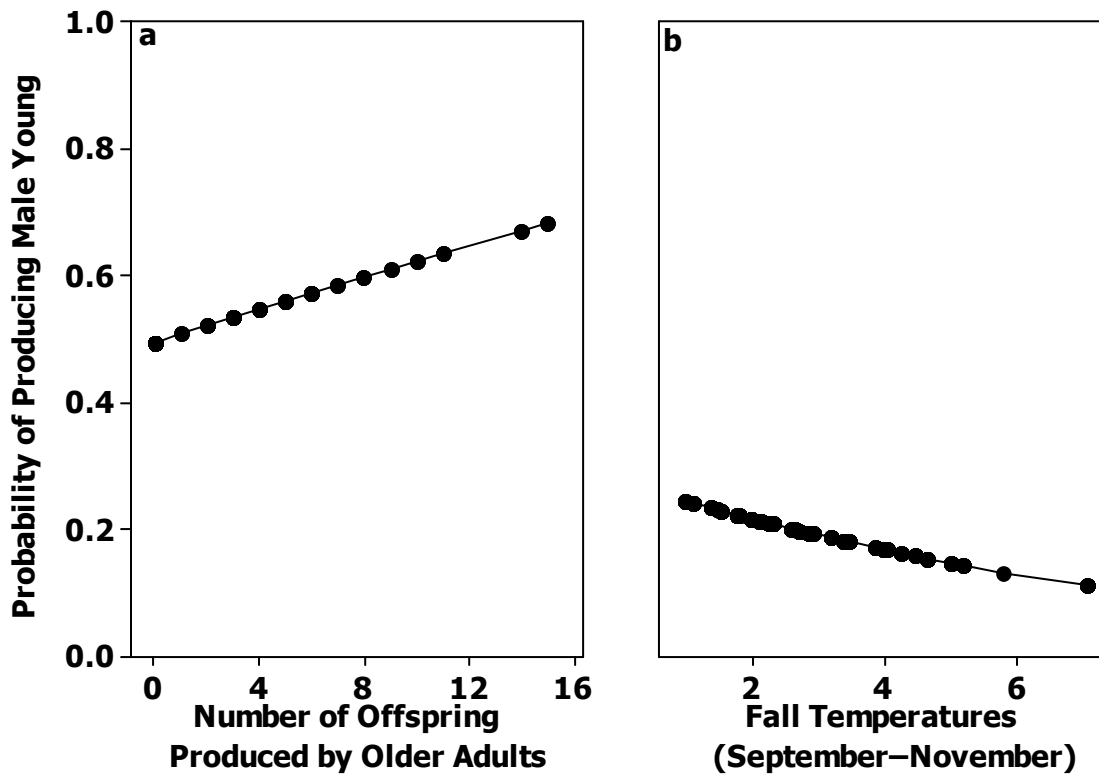 Probability of Producing Male Young
1.0
0.8
0.6
0.4
0.2
0.0
a
0 4 8 12 16
Number of Offspring
Produced by Older Adults
b
2 4 6
Fall Temperatures
(September–November)